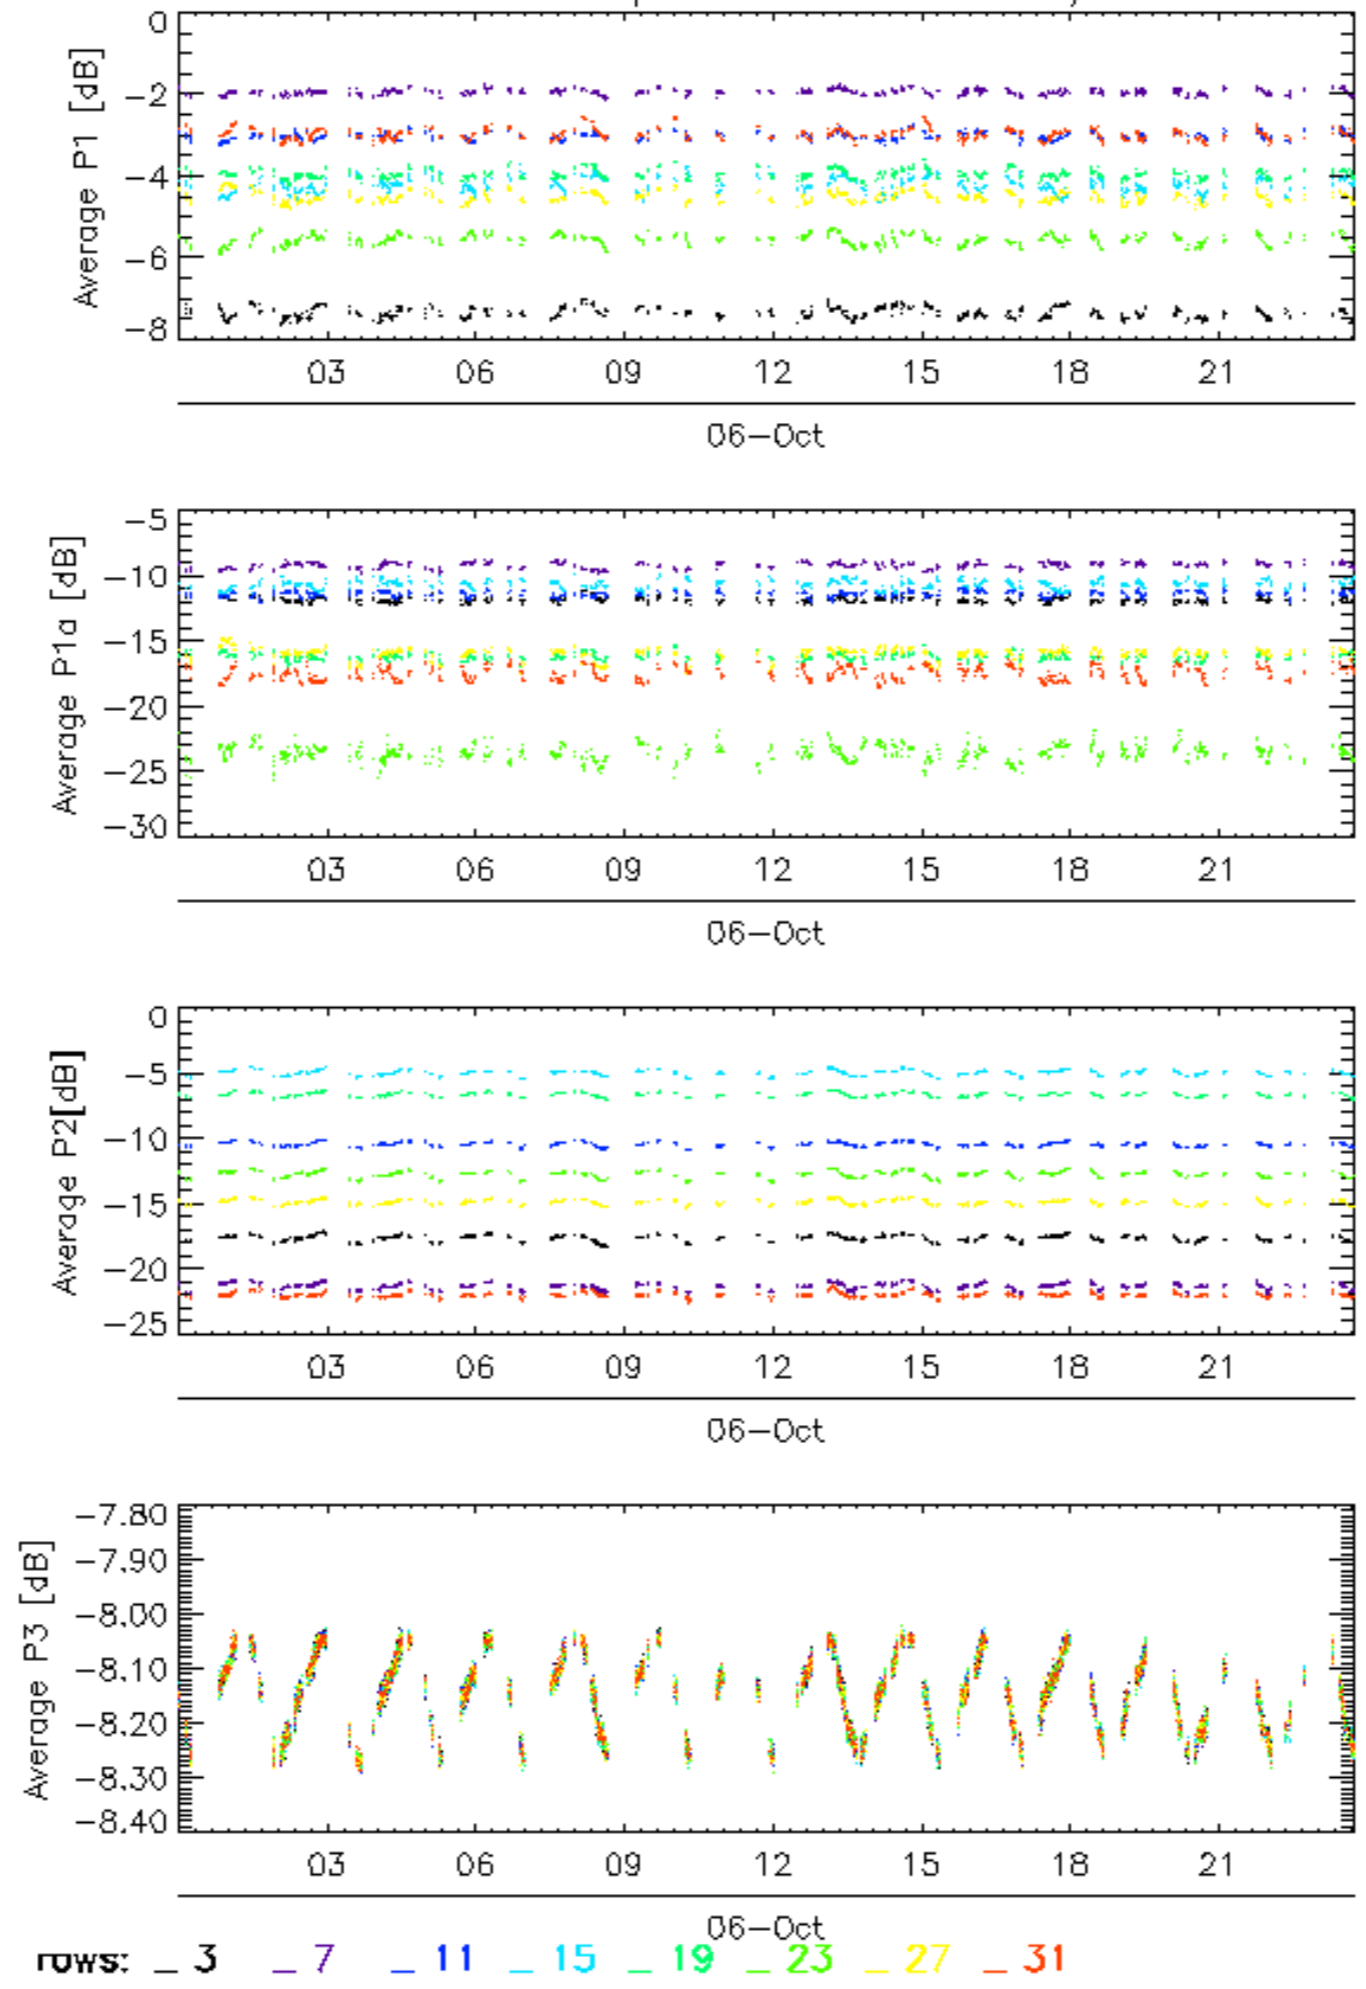 0
-2
-4
-6
-8
Average P1 [dB]
03 06 09 12 15 18 21
06-Oct
-5
-10
-15
-20
-25
-30
Average P1a [dB]
03 06 09 12 15 18 21
06-Oct
0
-5
-10
-15
-20
-25
Average P2[dB]
03 06 09 12 15 18 21
06-Oct
-7.80
-7.90
-8.00
-8.10
-8.20
-8.30
-8.40
Average P3 [dB]
03 06 09 12 15 18 21
06-Oct
rows: _ 3 _ 7 _ 11 _ 15 _ 19 _ 23 _ 27 _ 31